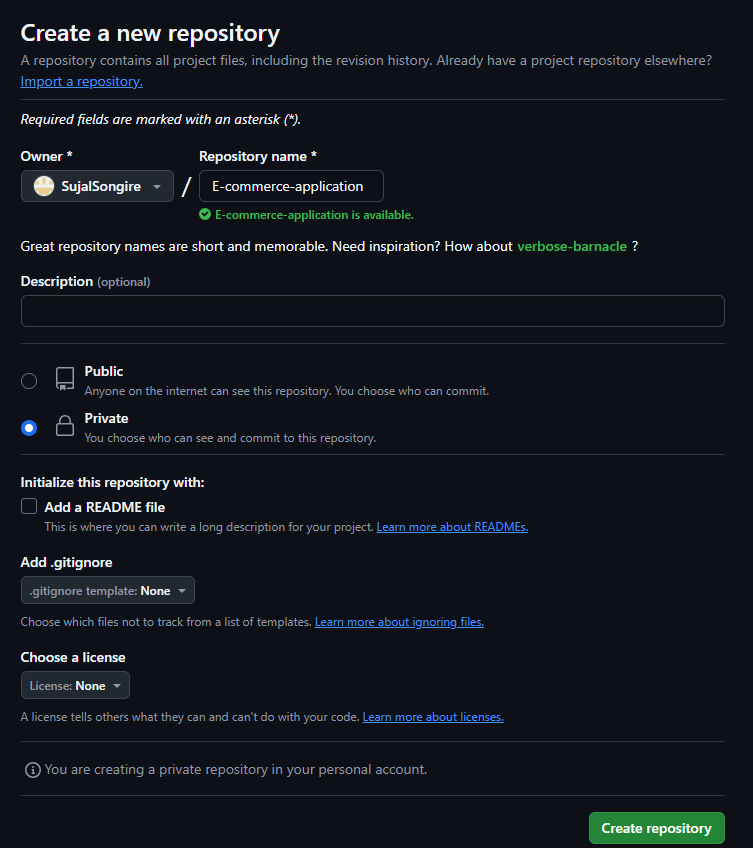 Create a new repository
A repository contains all project files, including the revision history. Already have a project repository elsewhere?
Import a repository.
Required fields are marked with an asterisk (*).
Owner *
Repository name *
SujalSongire
/
E-commerce-application
E-commerce-application is available.
Great repository names are short and memorable. Need inspiration? How about verbose-barnacle ?
Description (optional)
Public
Anyone on the internet can see this repository. You choose who can commit.
Private
You choose who can see and commit to this repository.
Initialize this repository with:
Add a README file
This is where you can write a long description for your project. Learn more about READMEs.
Add .gitignore
.gitignore template: None
Choose which files not to track from a list of templates. Learn more about ignoring files.
Choose a license
License: None
A license tells others what they can and can't do with your code. Learn more about licenses.
You are creating a private repository in your personal account.
Create repository